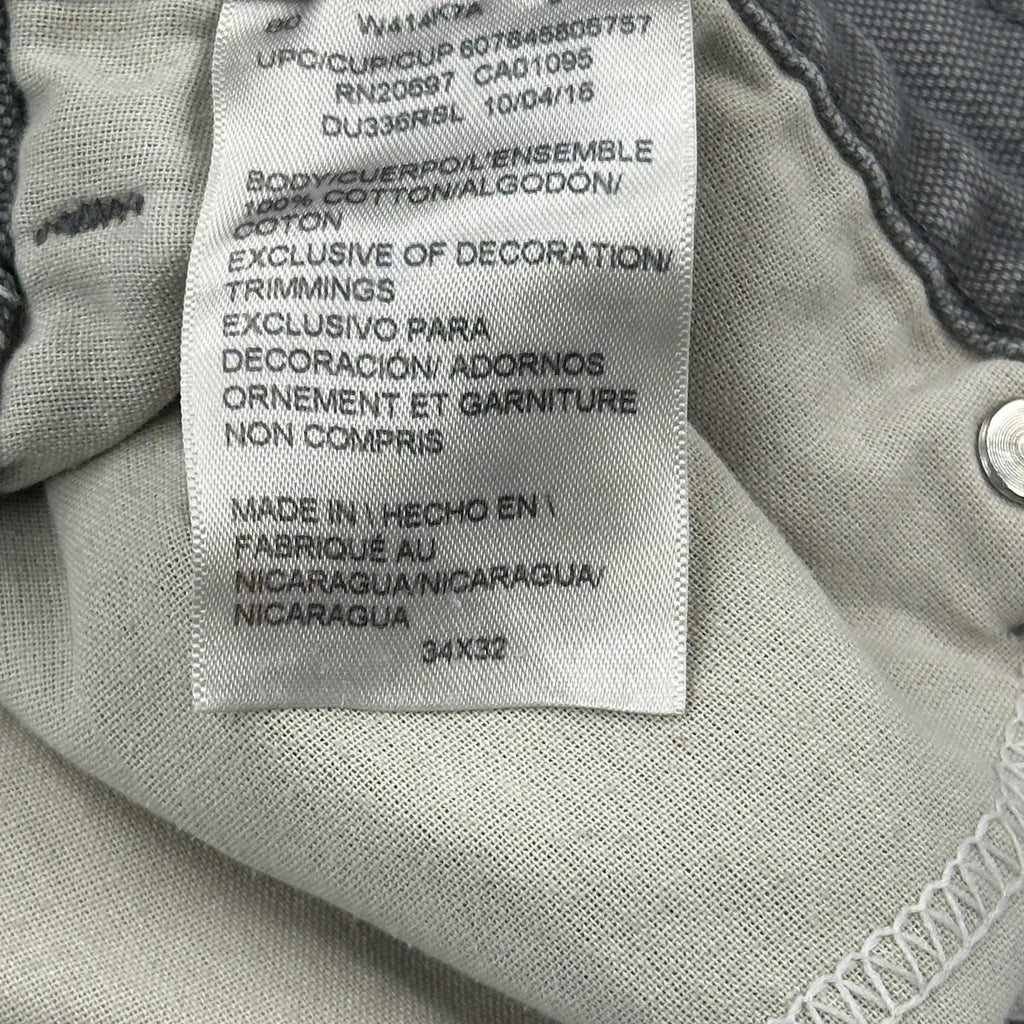 UPC/CUP/CUP 607645805757
RN20697 CA01095
DU336RSL 10/04/16
BODY/CUERPO/L'ENSEMBLE
100% COTTON/ALGODÓN/
COTON
EXCLUSIVE OF DECORATION/
TRIMMINGS
EXCLUSIVO PARA
DECORACIÓN/ ADORNOS
ORNEMENT ET GARNITURE
NON COMPRIS
MADE IN \ HECHO EN \
FABRIQUÉ AU
NICARAGUA/NICARAGUA/
NICARAGUA
34X32